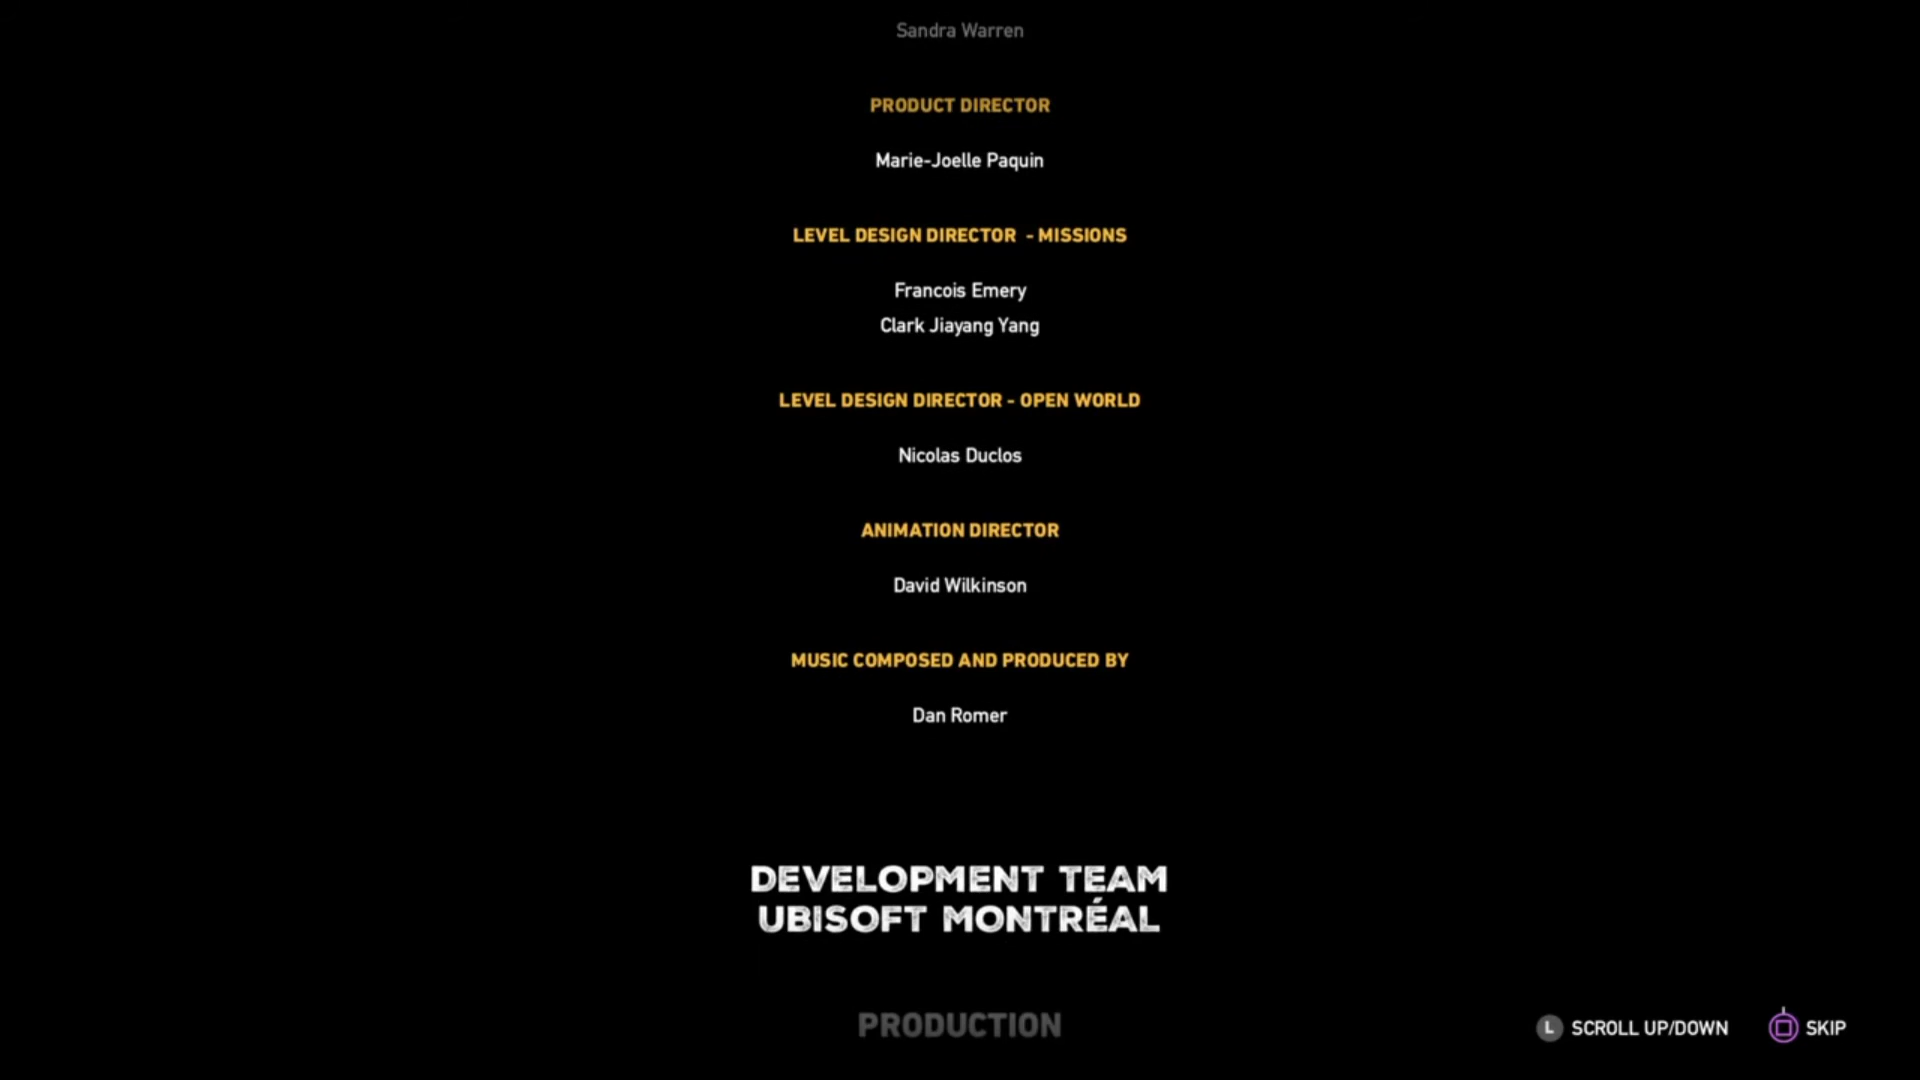 Sandra Warren
PRODUCT DIRECTOR
Marie-Joelle Paquin
LEVEL DESIGN DIRECTOR - MISSIONS
Francois Emery
Clark Jiayang Yang
LEVEL DESIGN DIRECTOR - OPEN WORLD
Nicolas Duclos
ANIMATION DIRECTOR
David Wilkinson
MUSIC COMPOSED AND PRODUCED BY
Dan Romer
DEVELOPMENT TEAM
UBISOFT MONTRÉAL
PRODUCTION
L SCROLL UP/DOWN SKIP